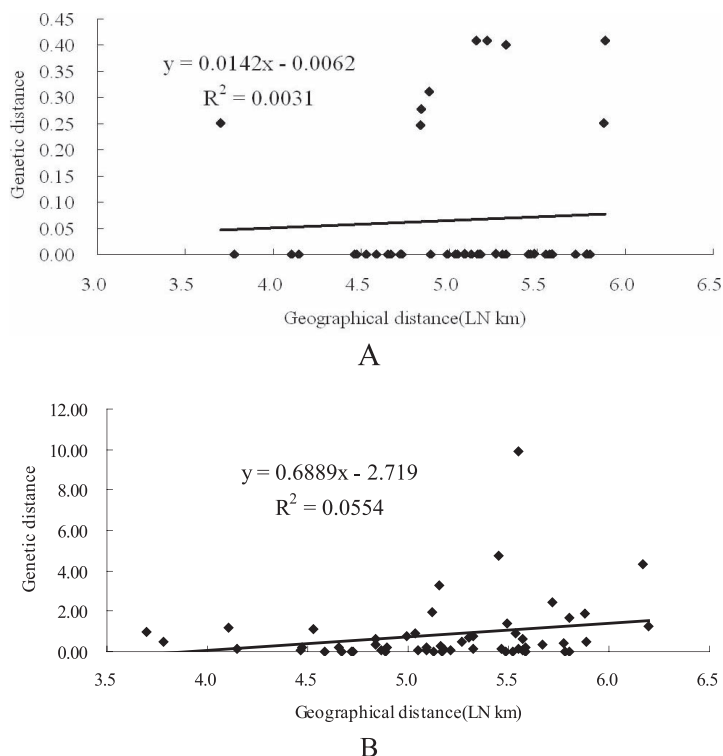 0.45
0.40
0.35
0.30
0.25
0.20
0.15
0.10
0.05
0.00
Genetic distance
y = 0.0142x - 0.0062
R² = 0.0031
3.0 3.5 4.0 4.5 5.0 5.5 6.0 6.5
Geographical distance(LN km)
A
12.00
10.00
8.00
6.00
4.00
2.00
0.00
Genetic distance
y = 0.6889x - 2.719
R² = 0.0554
3.5 4.0 4.5 5.0 5.5 6.0 6.5
Geographical distance(LN km)
B